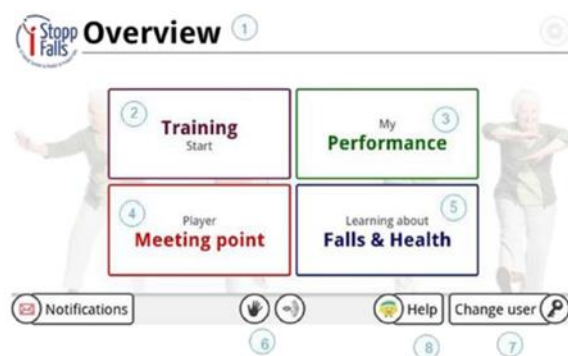 iStopp
Falls
Overview
1
2
Training
Start
My
3
Performance
4
Player
Meeting point
Learning about
5
Falls & Health
Notifications
Help
Change user
6
8
7